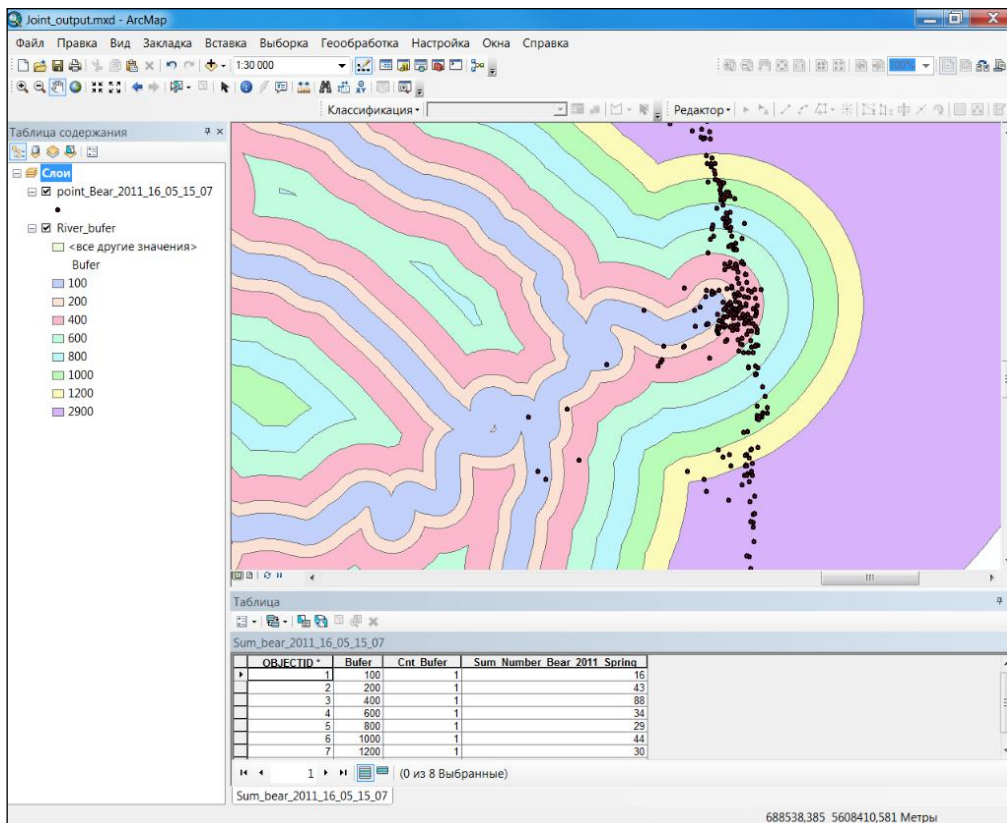 Joint_output.mxd - ArcMap
Файл Правка Вид Закладка Вставка Выборка Геообработка Настройка Окна Справка
1:30 000
100%
Классификация
Редактор
Таблица содержания
Слои
point_Bear_2011_16_05_15_07
River_bufer
<все другие значения>
Bufer
100
200
400
600
800
1000
1200
2900
Таблица
Sum_bear_2011_16_05_15_07
OBJECTID * Bufer Cnt_Bufer Sum_Number_Bear_2011_Spring
1 100 1 16
2 200 1 43
3 400 1 88
4 600 1 34
5 800 1 29
6 1000 1 44
7 1200 1 30
1 (0 из 8 Выбранные)
Sum_bear_2011_16_05_15_07
688538,385 5608410,581 Метры